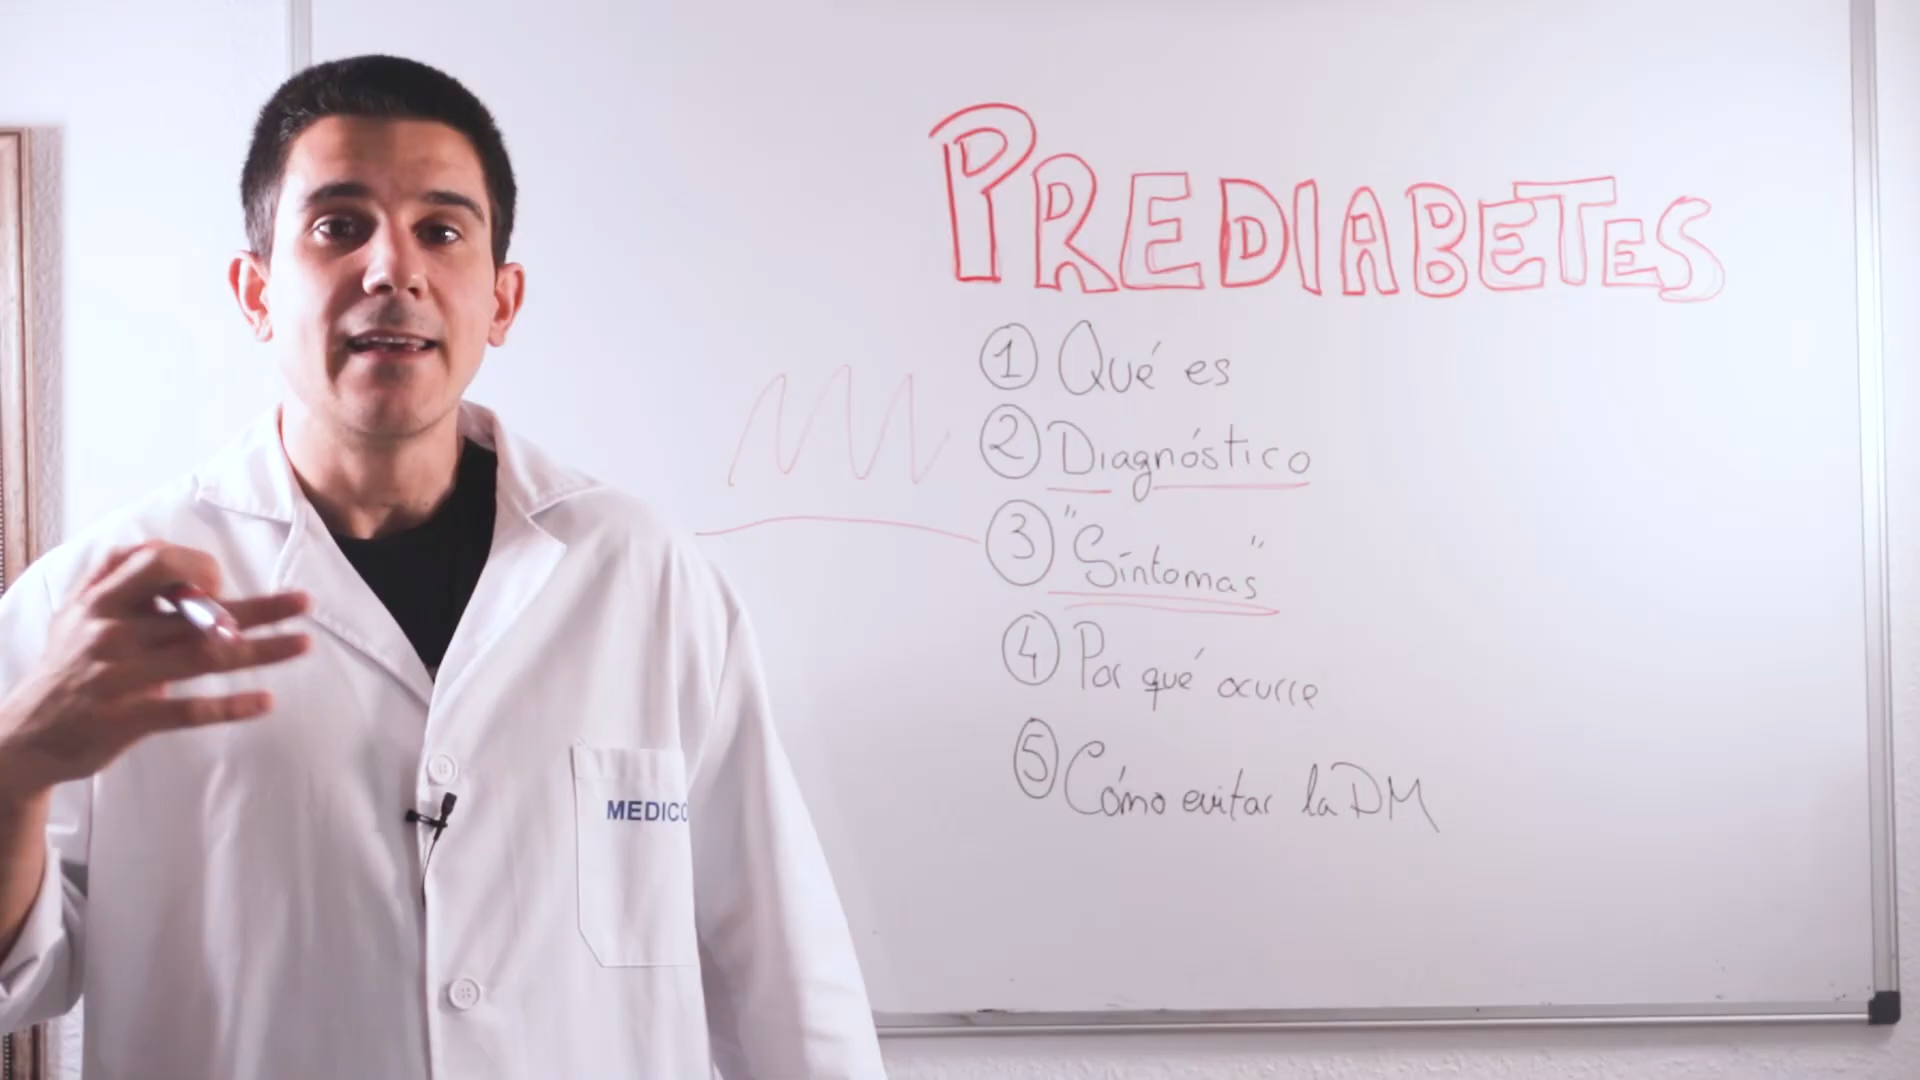 PREDIABETES
1 Qué es
2 Diagnóstico
3 "Síntomas"
4 Por qué ocurre
5 Cómo evitar la DM
MEDICO